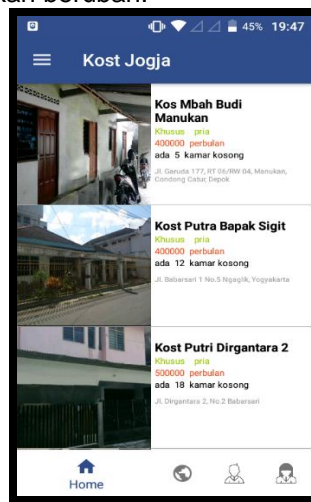 45% 19:47
Kost Jogja
Kos Mbah Budi
Manukan
Khusus pria
400000 perbulan
ada 5 kamar kosong
Jl. Garuda 177, RT 06/RW 04, Manukan,
Condong Catur, Depok
Kost Putra Bapak Sigit
Khusus pria
400000 perbulan
ada 12 kamar kosong
Jl. Babarsari 1 No.5 Ngaglik, Yogyakarta
Kost Putri Dirgantara 2
Khusus pria
500000 perbulan
ada 18 kamar kosong
Jl. Dirgantara 2, No.2 Babarsari
Home